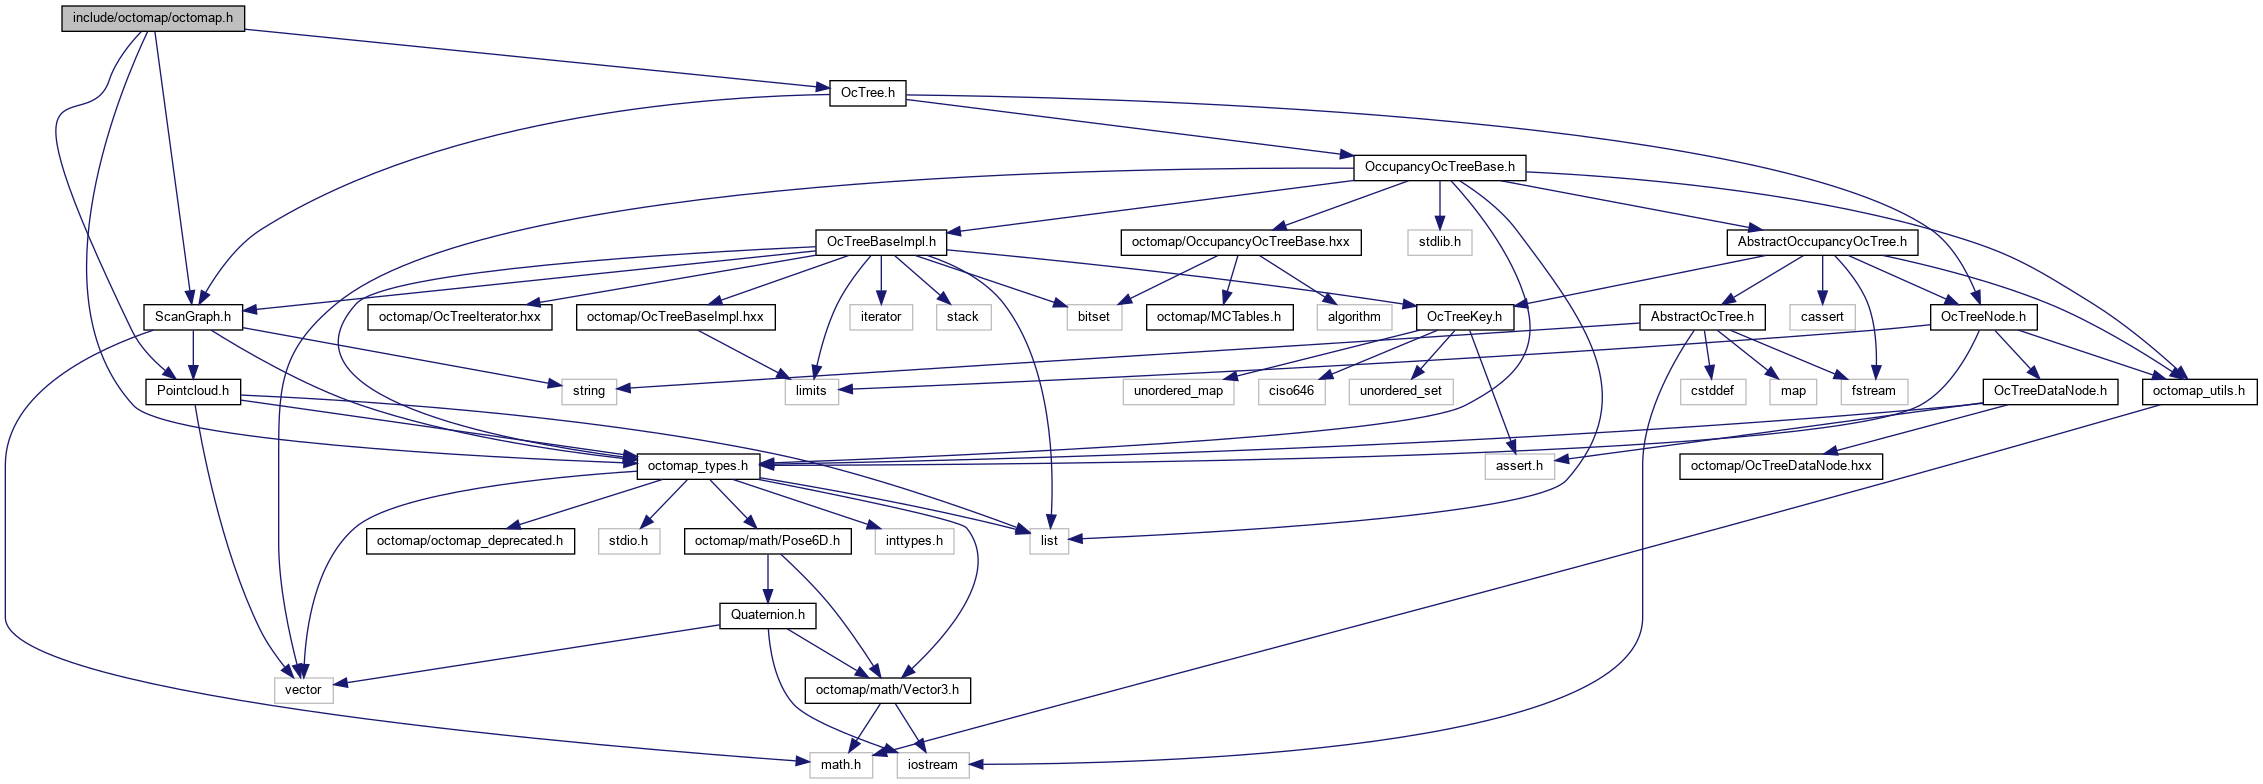 include/octomap/octomap.h
OcTree.h
OccupancyOcTreeBase.h
OcTreeBaseImpl.h
octomap/OccupancyOcTreeBase.hxx
stdlib.h
AbstractOccupancyOcTree.h
ScanGraph.h
octomap/OcTreeIterator.hxx
octomap/OcTreeBaseImpl.hxx
iterator
stack
bitset
octomap/MCTables.h
algorithm
OcTreeKey.h
AbstractOcTree.h
cassert
OcTreeNode.h
Pointcloud.h
string
limits
unordered_map
ciso646
unordered_set
cstddef
map
fstream
OcTreeDataNode.h
octomap_utils.h
octomap_types.h
assert.h
octomap/OcTreeDataNode.hxx
octomap/octomap_deprecated.h
stdio.h
octomap/math/Pose6D.h
inttypes.h
list
Quaternion.h
vector
octomap/math/Vector3.h
math.h
iostream